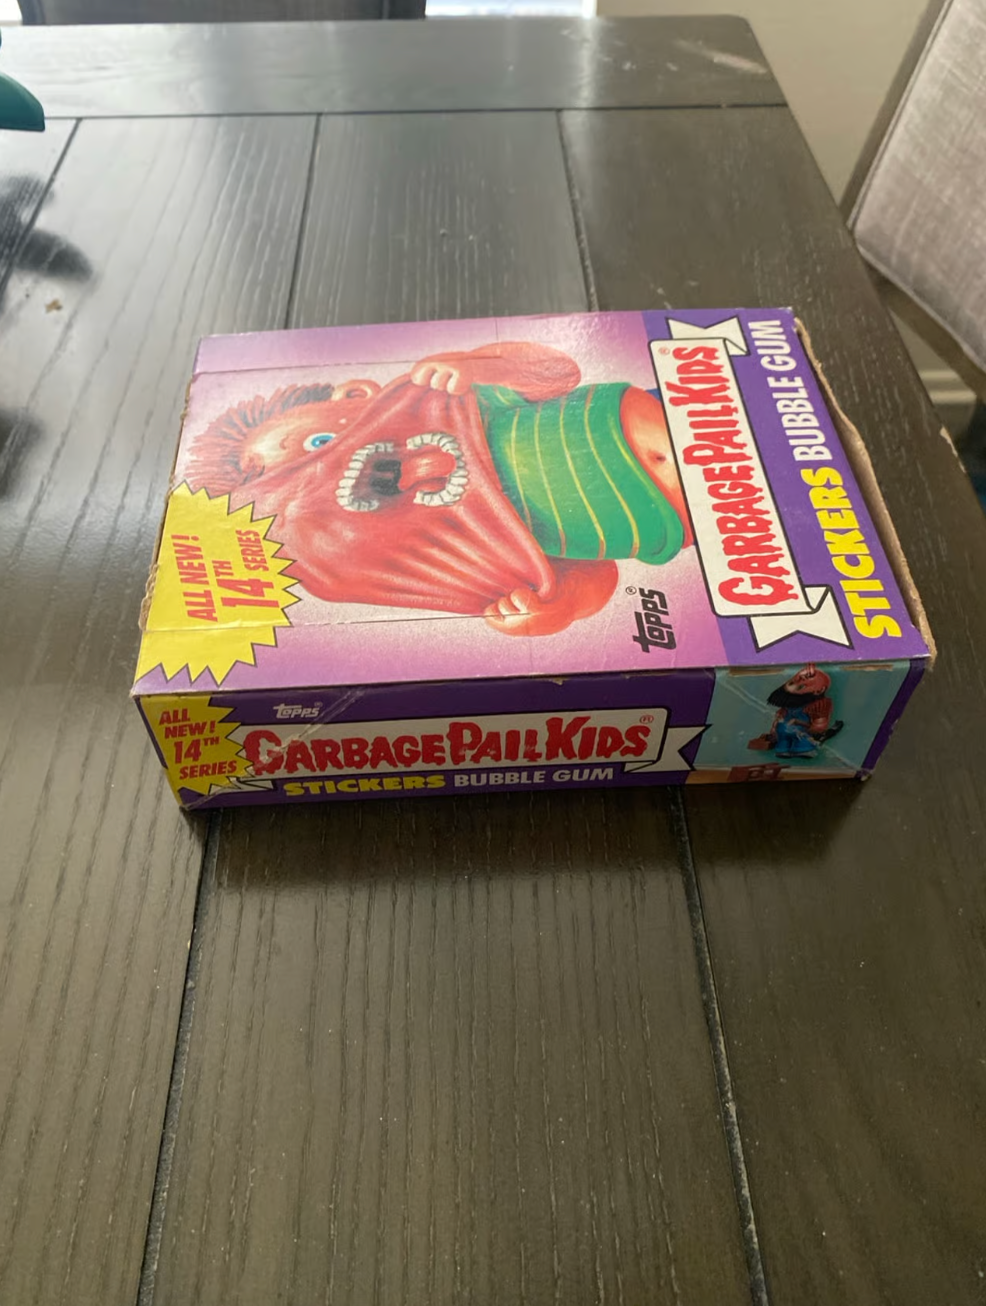 ALL NEW!
14TH
SERIES
TOPPS®
GARBAGE PAIL KIDS®
STICKERS BUBBLE GUM
ALL
NEW!
14TH
SERIES
TOPPS®
GARBAGE PAIL KIDS®
STICKERS BUBBLE GUM